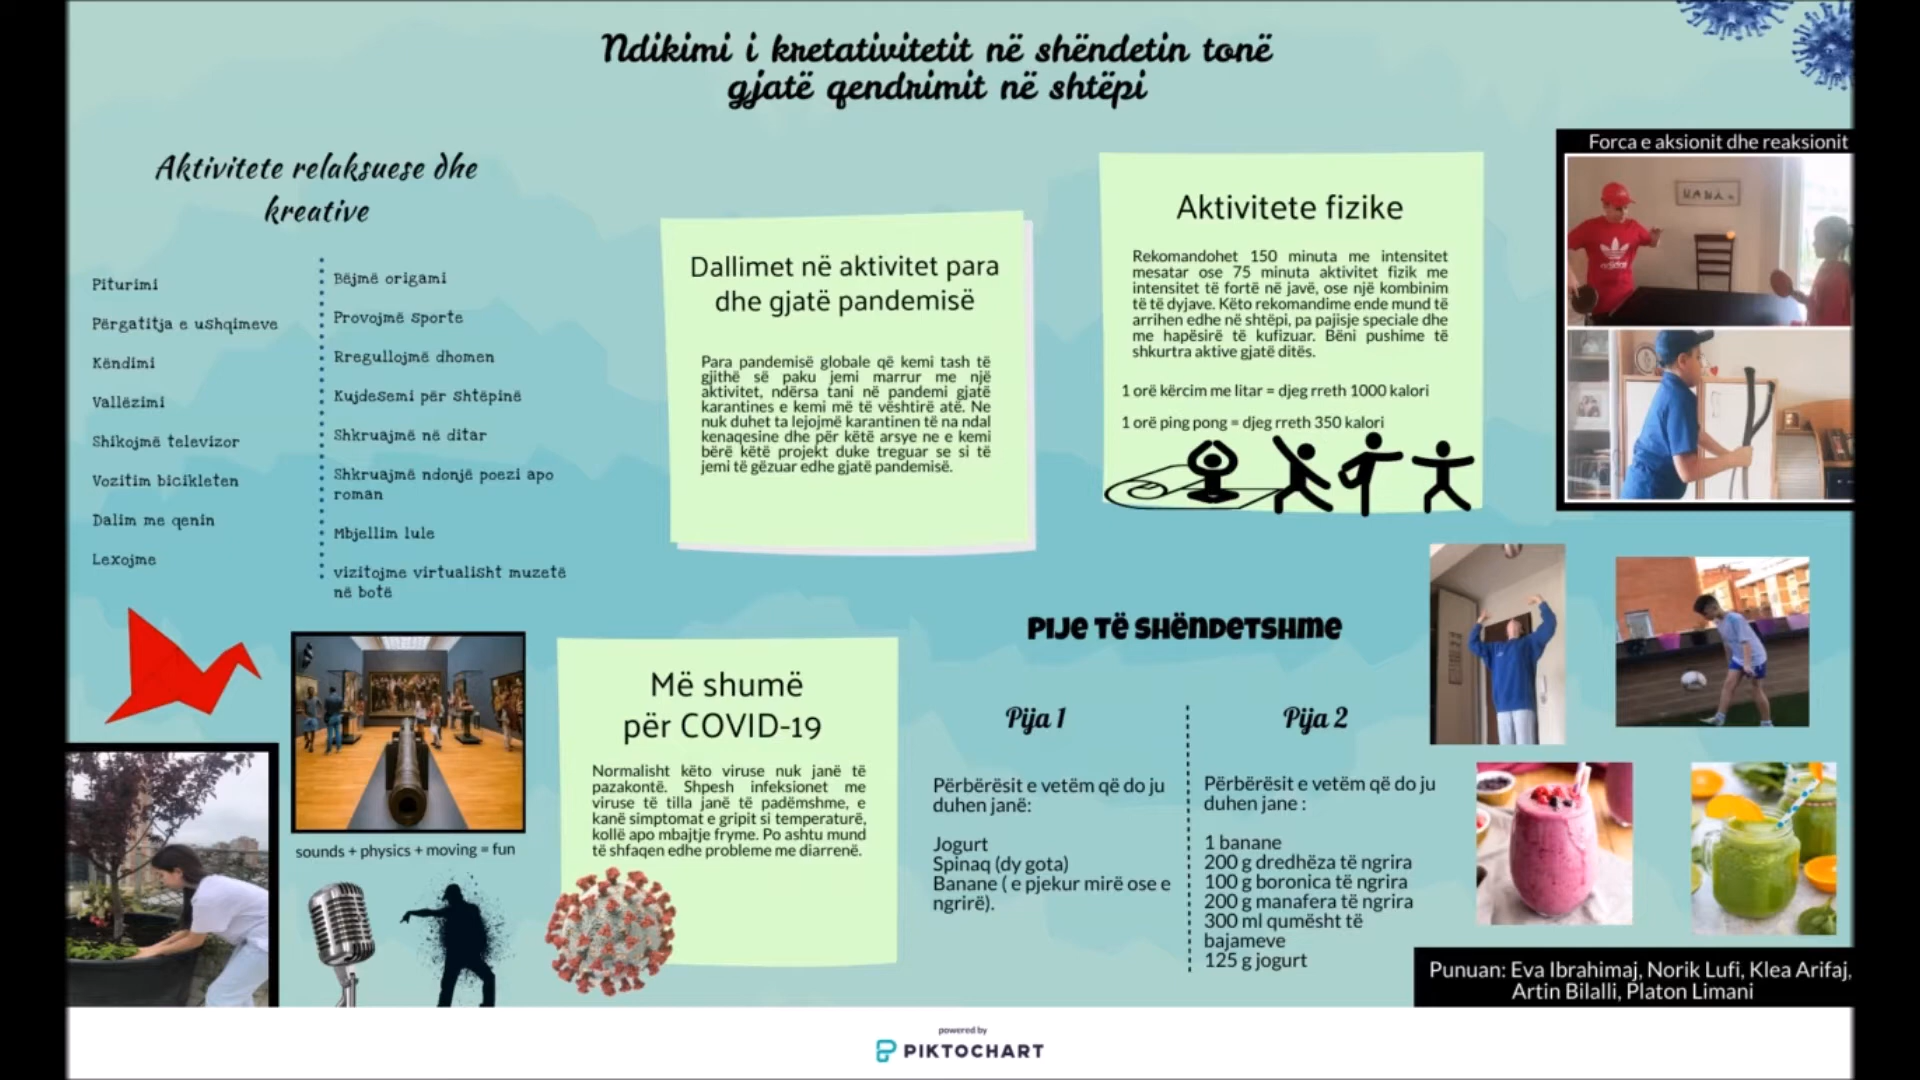 Ndikimi i kretativitetit në shëndetin tonë
gjatë qendrimit në shtëpi
Aktivitete relaksuese dhe
kreative
Piturimi
Përgatitja e ushqimeve
Këndimi
Vallëzimi
Shikojmë televizor
Vozitim bicikleten
Dalim me qenin
Lexojme
Bëjmë origami
Provojmë sporte
Rregullojmë dhomen
Kujdesemi për shtëpinë
Shkruajmë në ditar
Shkruajmë ndonjë poezi apo
roman
Mbjellim lule
vizitojme virtualisht muzetë
në botë
Dallimet në aktivitet para
dhe gjatë pandemisë
Para pandemisë globale që kemi tash të
gjithë së paku jemi marrur me një
aktivitet, ndërsa tani në pandemi gjatë
karantines e kemi më të vështirë atë. Ne
nuk duhet ta lejojmë karantinen të na ndal
kenaqesine dhe për këtë arsye ne e kemi
bërë këtë projekt duke treguar se si të
jemi të gëzuar edhe gjatë pandemisë.
Aktivitete fizike
Rekomandohet 150 minuta me intensitet
mesatar ose 75 minuta aktivitet fizik me
intensitet të fortë në javë, ose një kombinim
të të dyjave. Këto rekomandime ende mund të
arrihen edhe në shtëpi, pa pajisje speciale dhe
me hapësirë të kufizuar. Bëni pushime të
shkurtra aktive gjatë ditës.
1 orë kërcim me litar = djeg rreth 1000 kalori
1 orë ping pong = djeg rreth 350 kalori
Forca e aksionit dhe reaksionit
sounds + physics + moving = fun
Më shumë
për COVID-19
Normalisht këto viruse nuk janë të
pazakontë. Shpesh infeksionet me
viruse të tilla janë të padëmshme, e
kanë simptomat e gripit si temperaturë,
kollë apo mbajtje fryme. Po ashtu mund
të shfaqen edhe probleme me diarrenë.
PIJE TË SHËNDETSHME
Pija 1
Përbërësit e vetëm që do ju
duhen janë:
Jogurt
Spinaq (dy gota)
Banane ( e pjekur mirë ose e
ngrirë).
Pija 2
Përbërësit e vetëm që do ju
duhen jane :
1 banane
200 g dredhëza të ngrira
100 g boronica të ngrira
200 g manafera të ngrira
300 ml qumësht të
bajameve
125 g jogurt
Punuan: Eva Ibrahimaj, Norik Lufi, Klea Arifaj,
Artin Bilalli, Platon Limani
powered by
PIKTOCHART